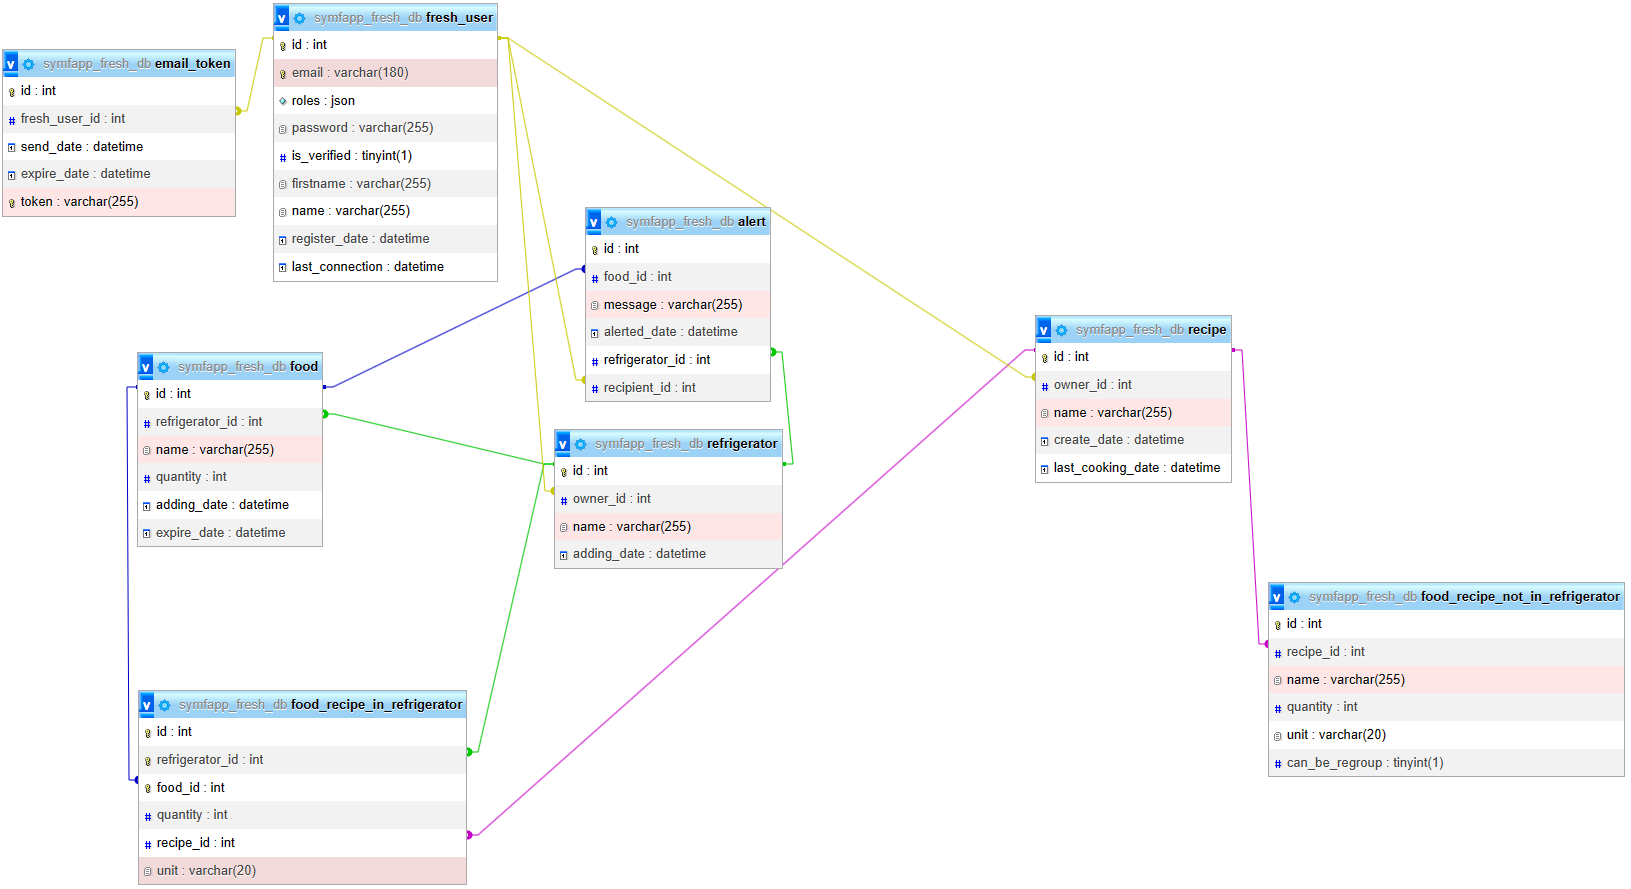 v symfapp_fresh_db fresh_user
id : int
email : varchar(180)
roles : json
password : varchar(255)
is_verified : tinyint(1)
firstname : varchar(255)
name : varchar(255)
register_date : datetime
last_connection : datetime
v symfapp_fresh_db email_token
id : int
fresh_user_id : int
send_date : datetime
expire_date : datetime
token : varchar(255)
v symfapp_fresh_db alert
id : int
food_id : int
message : varchar(255)
alerted_date : datetime
refrigerator_id : int
recipient_id : int
v symfapp_fresh_db recipe
id : int
owner_id : int
name : varchar(255)
create_date : datetime
last_cooking_date : datetime
v symfapp_fresh_db food
id : int
refrigerator_id : int
name : varchar(255)
quantity : int
adding_date : datetime
expire_date : datetime
v symfapp_fresh_db refrigerator
id : int
owner_id : int
name : varchar(255)
adding_date : datetime
v symfapp_fresh_db food_recipe_not_in_refrigerator
id : int
recipe_id : int
name : varchar(255)
quantity : int
unit : varchar(20)
can_be_regroup : tinyint(1)
v symfapp_fresh_db food_recipe_in_refrigerator
id : int
refrigerator_id : int
food_id : int
quantity : int
recipe_id : int
unit : varchar(20)